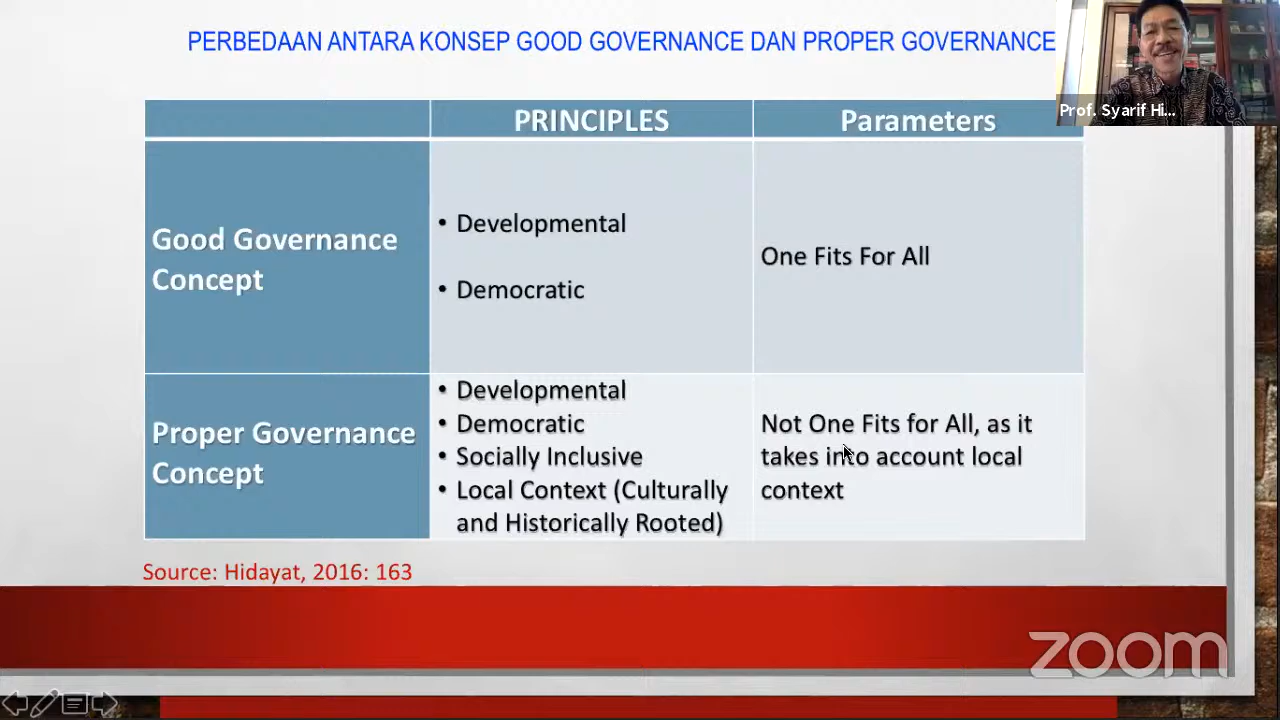 PERBEDAAN ANTARA KONSEP GOOD GOVERNANCE DAN PROPER GOVERNANCE
Prof. Syarif Hi...
PRINCIPLES
Parameters
Good Governance
Concept
• Developmental
• Democratic
One Fits For All
Proper Governance
Concept
• Developmental
• Democratic
• Socially Inclusive
• Local Context (Culturally
and Historically Rooted)
Not One Fits for All, as it
takes into account local
context
Source: Hidayat, 2016: 163
zoom